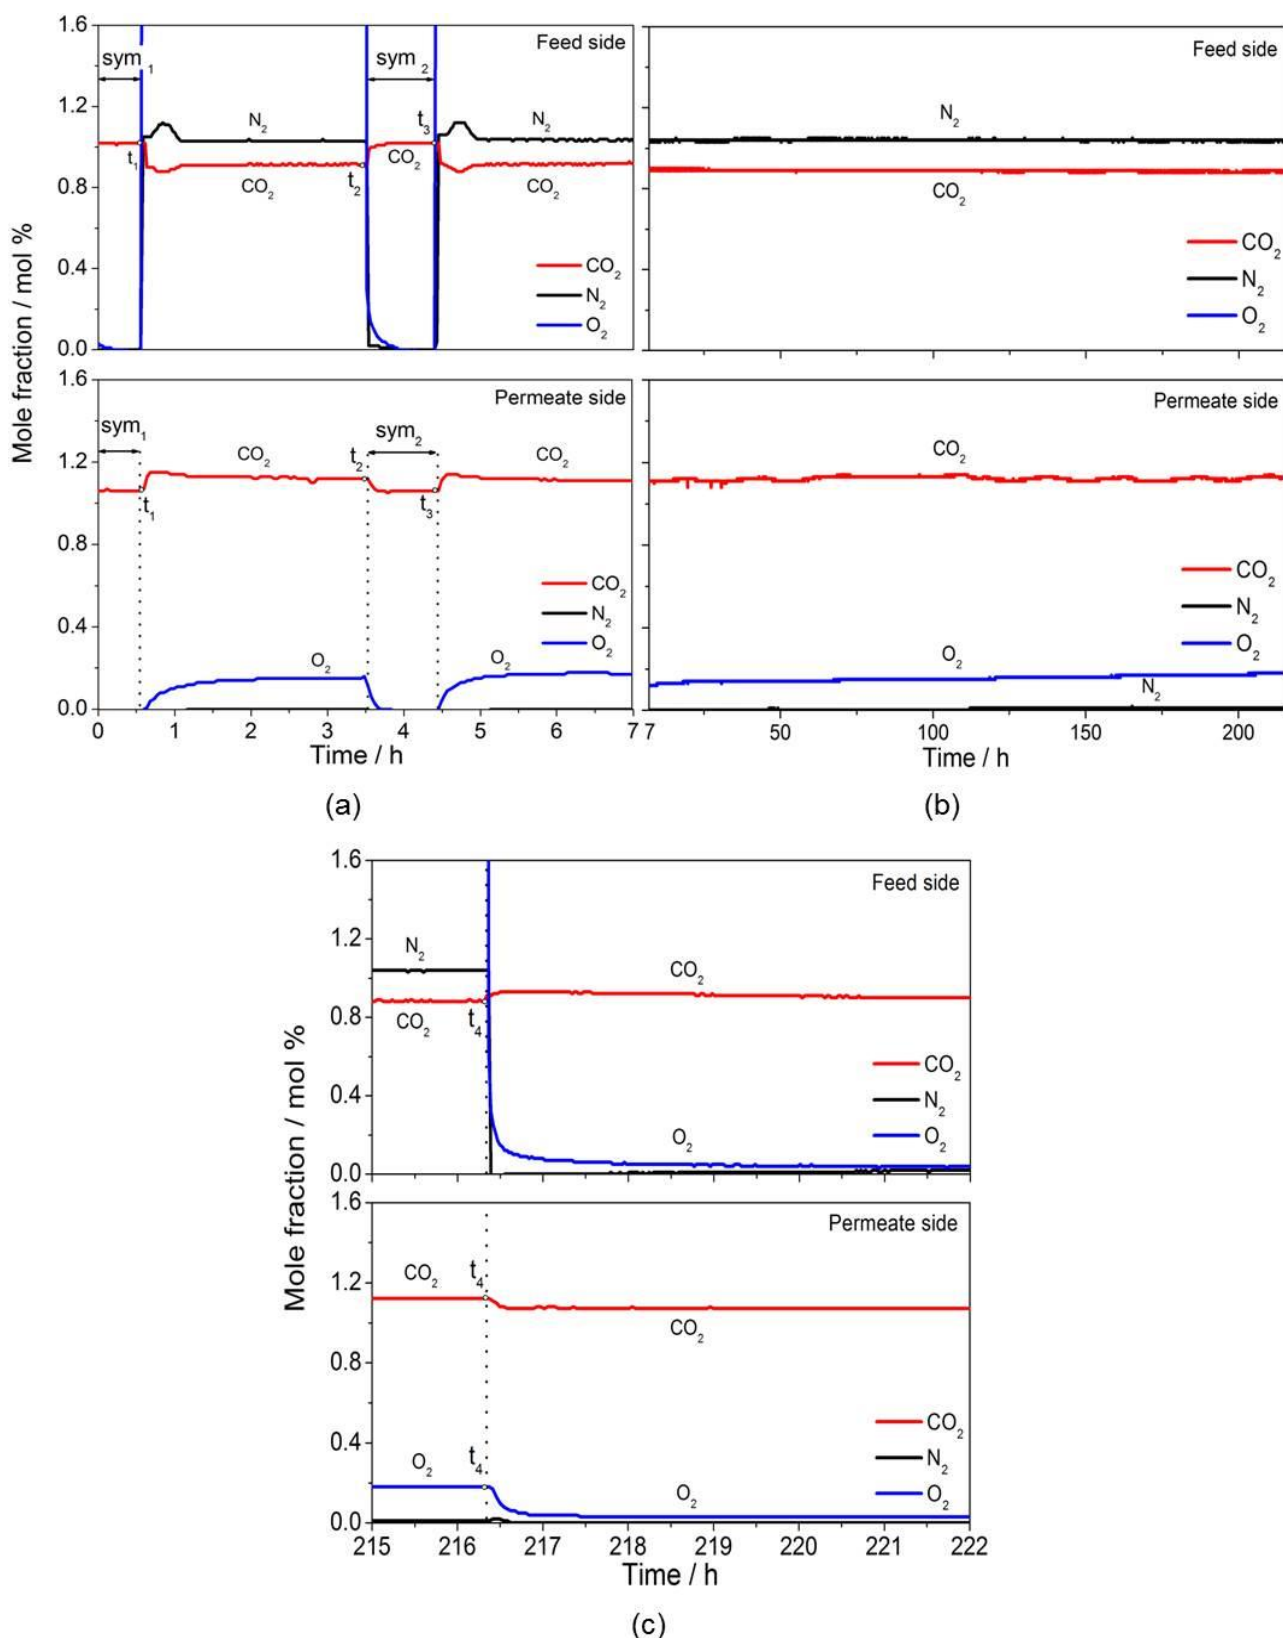 Mole fraction / mol %
1.6
1.2
0.8
0.4
0.0
Feed side
sym 1
sym 2
N2
t1
CO2
t2
t3
CO2
N2
CO2
CO2
N2
O2
Feed side
N2
CO2
CO2
N2
O2
1.6
1.2
0.8
0.4
0.0
Permeate side
sym1
CO2
t2
sym2
CO2
t1
t3
CO2
N2
O2
O2
O2
0 1 2 3 4 5 6 7
Time / h
(a)
Permeate side
CO2
CO2
N2
O2
O2
N2
7 50 100 150 200
Time / h
(b)
Mole fraction / mol %
1.6
1.2
0.8
0.4
0.0
Feed side
N2
CO2
CO2
t4
CO2
N2
O2
O2
1.6
1.2
0.8
0.4
0.0
Permeate side
CO2
t4
CO2
CO2
N2
O2
O2
t4
O2
215 216 217 218 219 220 221 222
Time / h
(c)